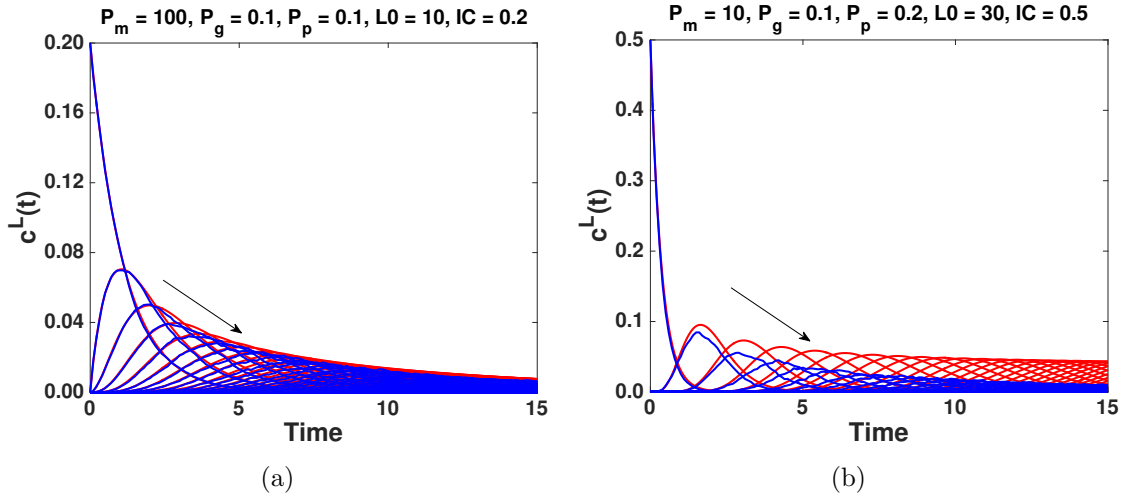 P_m = 100, P_g = 0.1, P_p = 0.1, L0 = 10, IC = 0.2
0.20
0.16
0.12
0.08
0.04
0.00
c^L(t)
0
5
10
15
Time
(a)
P_m = 10, P_g = 0.1, P_p = 0.2, L0 = 30, IC = 0.5
0.5
0.4
0.3
0.2
0.1
0.0
c^L(t)
0
5
10
15
Time
(b)